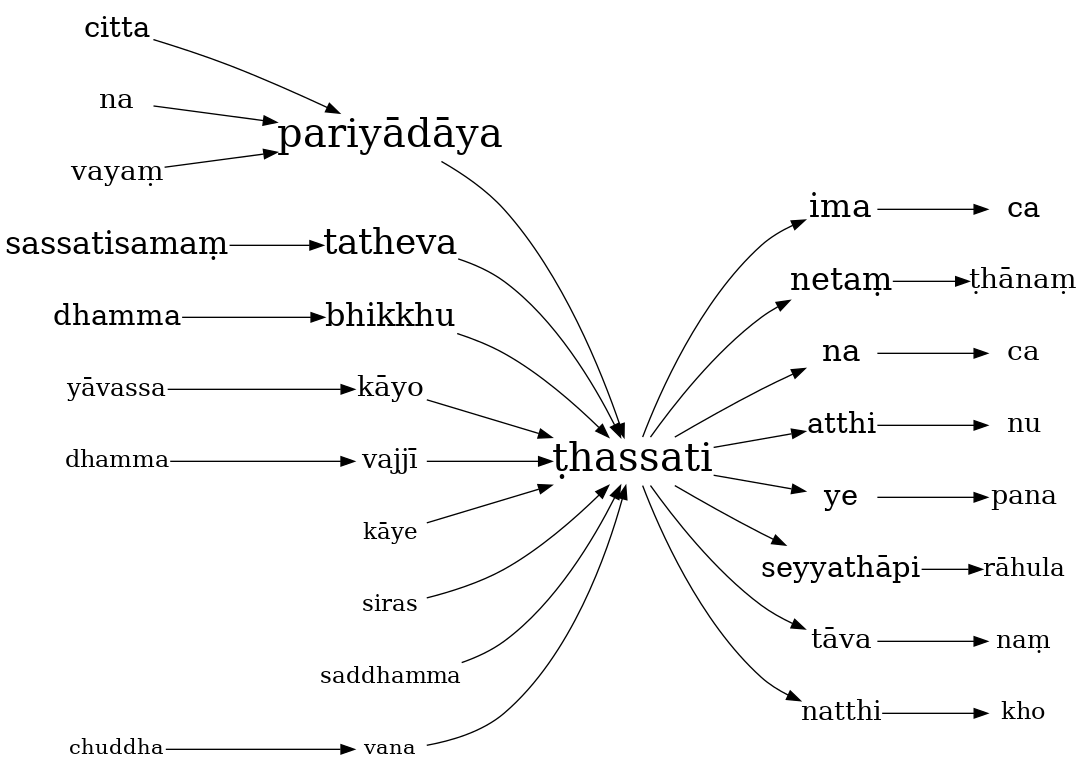 citta
na
vayaṃ
pariyādāya
sassatisamaṃ
tatheva
dhamma
bhikkhu
yāvassa
kāyo
dhamma
vajjī
kāye
siras
saddhamma
chuddha
vana
ṭhassati
ima
ca
netaṃ
ṭhānaṃ
na
ca
atthi
nu
ye
pana
seyyathāpi
rāhula
tāva
naṃ
natthi
kho